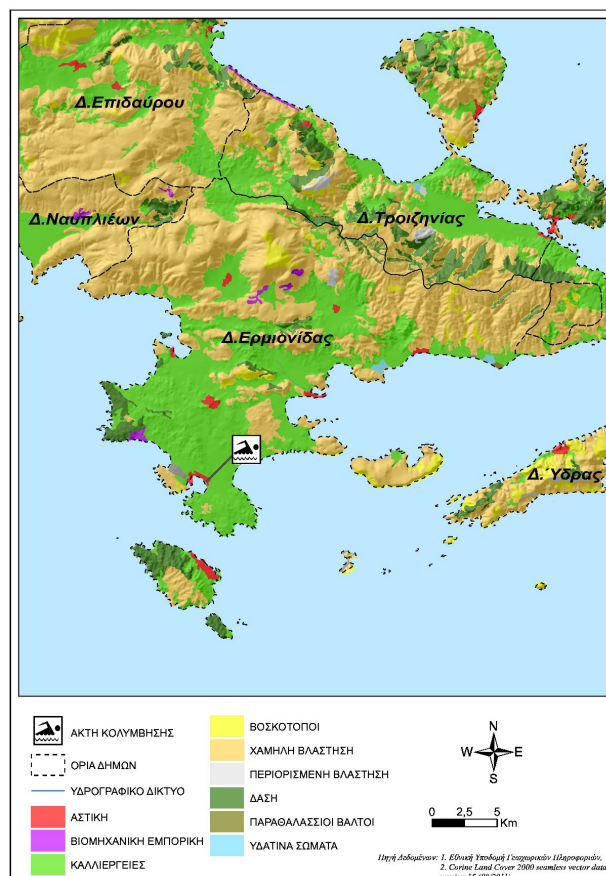 Δ.Επιδαύρου
Δ.Ναυπλιέων
Δ.Τροιζηνίας
Δ.Ερμιονίδας
Δ. Ύδρας
ΑΚΤΗ ΚΟΛΥΜΒΗΣΗΣ
ΟΡΙΑ ΔΗΜΩΝ
ΥΔΡΟΓΡΑΦΙΚΟ ΔΙΚΤΥΟ
ΑΣΤΙΚΗ
ΒΙΟΜΗΧΑΝΙΚΗ ΕΜΠΟΡΙΚΗ
ΚΑΛΛΙΕΡΓΕΙΕΣ
ΒΟΣΚΟΤΟΠΟΙ
ΧΑΜΗΛΗ ΒΛΑΣΤΗΣΗ
ΠΕΡΙΟΡΙΣΜΕΝΗ ΒΛΑΣΤΗΣΗ
ΔΑΣΗ
ΠΑΡΑΘΑΛΑΣΣΙΟΙ ΒΑΛΤΟΙ
ΥΔΑΤΙΝΑ ΣΩΜΑΤΑ
N
W E
S
0 2,5 5
Km
Πηγή Δεδομένων: 1. Εθνική Υποδομή Γεωχωρικών Πληροφοριών,
2. Corine Land Cover 2000 seamless vector data